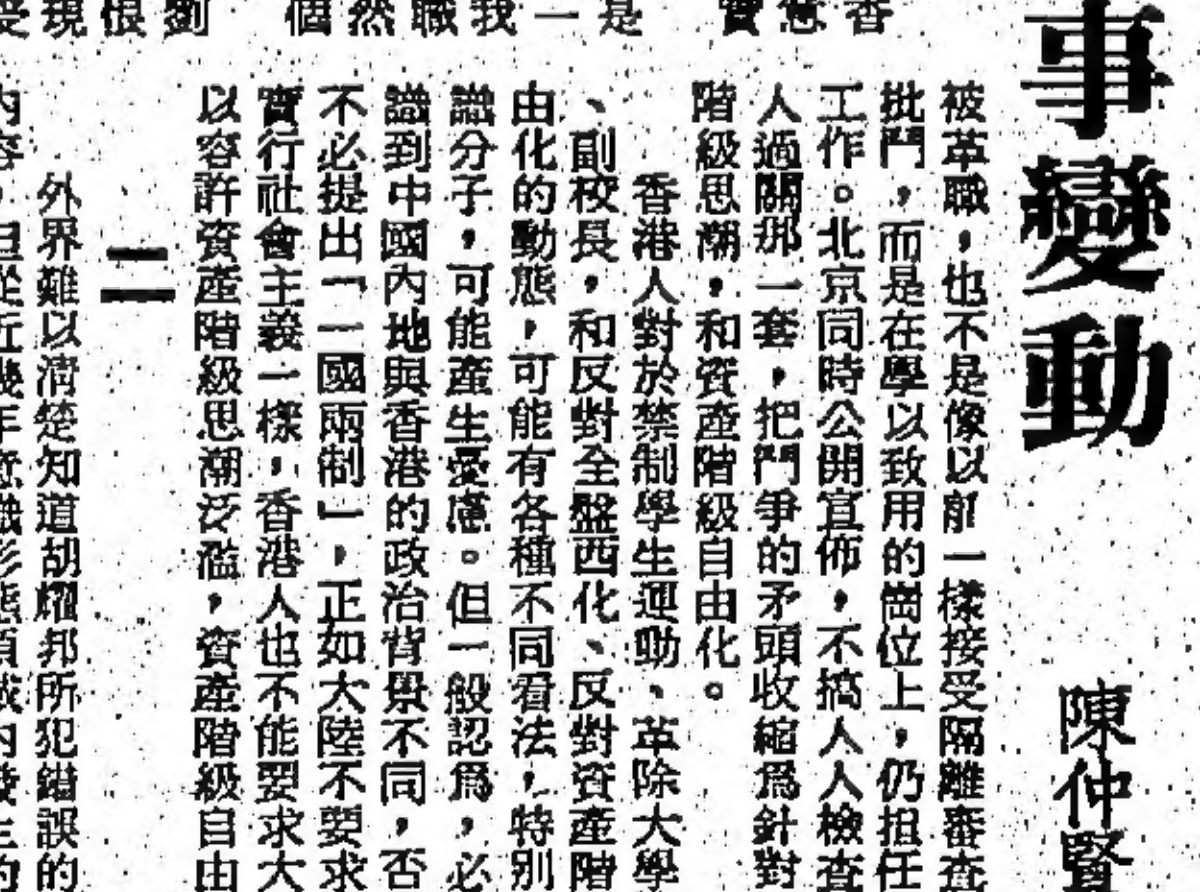 事變動
陳仲賢
被革職，也不是像以前一樣接受隔離審查
批鬥，而是在學以致用的崗位上，仍担任
工作。北京同時公開宣佈，不搞人人檢查
人過關那一套，把鬥爭的矛頭收縮爲針對
階級思潮，和資產階級自由化。
香港人對於禁制學生運動、革除大學
、副校長，和反對全盤西化、反對資產階
由化的動態，可能有各種不同看法，特別
識分子，可能產生憂慮。但一般認爲，必
識到中國內地與香港的政治背景不同，否
不必提出「一國兩制」，正如大陸不要求
實行社會主義一樣，香港人也不能要求大
以容許資產階級思潮泛濫，資產階級自由
二
外界難以清楚知道胡耀邦所犯錯誤的